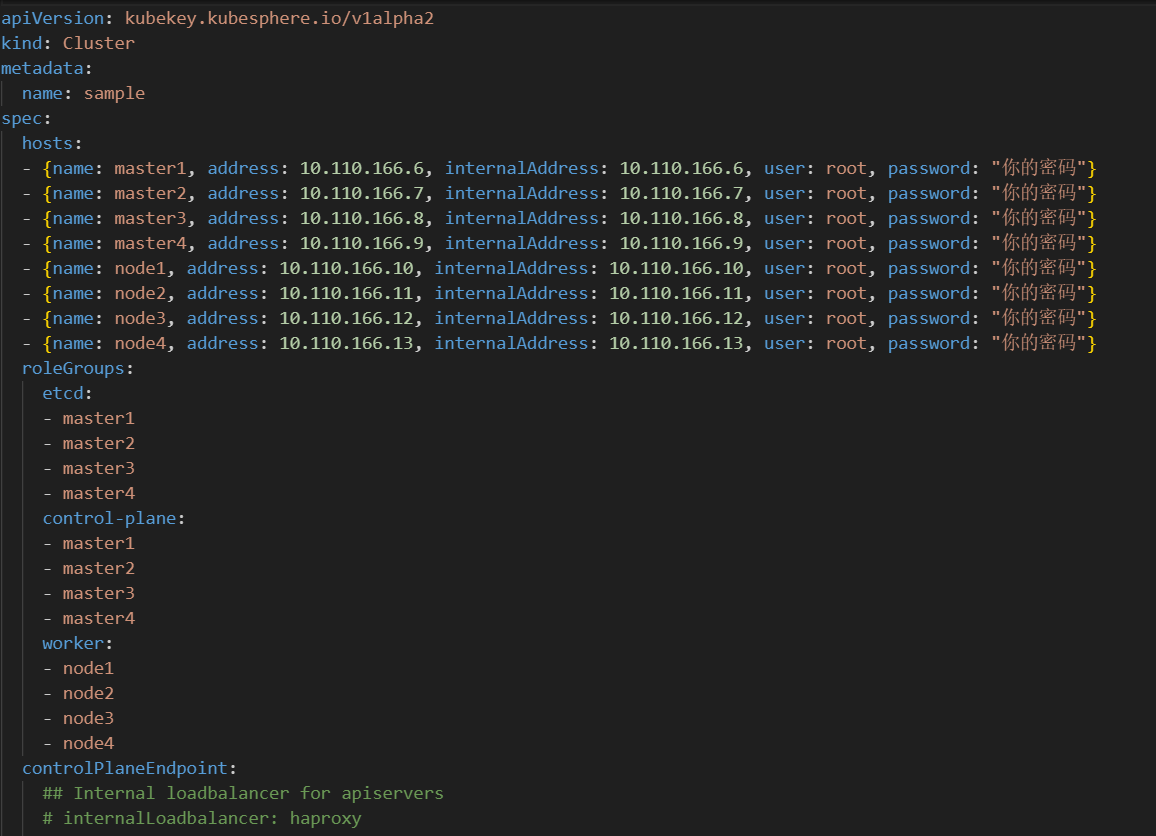 apiVersion: kubekey.kubesphere.io/v1alpha2
kind: Cluster
metadata:
  name: sample
spec:
  hosts:
  - {name: master1, address: 10.110.166.6, internalAddress: 10.110.166.6, user: root, password: "你的密码"}
  - {name: master2, address: 10.110.166.7, internalAddress: 10.110.166.7, user: root, password: "你的密码"}
  - {name: master3, address: 10.110.166.8, internalAddress: 10.110.166.8, user: root, password: "你的密码"}
  - {name: master4, address: 10.110.166.9, internalAddress: 10.110.166.9, user: root, password: "你的密码"}
  - {name: node1, address: 10.110.166.10, internalAddress: 10.110.166.10, user: root, password: "你的密码"}
  - {name: node2, address: 10.110.166.11, internalAddress: 10.110.166.11, user: root, password: "你的密码"}
  - {name: node3, address: 10.110.166.12, internalAddress: 10.110.166.12, user: root, password: "你的密码"}
  - {name: node4, address: 10.110.166.13, internalAddress: 10.110.166.13, user: root, password: "你的密码"}
  roleGroups:
    etcd:
    - master1
    - master2
    - master3
    - master4
    control-plane:
    - master1
    - master2
    - master3
    - master4
    worker:
    - node1
    - node2
    - node3
    - node4
  controlPlaneEndpoint:
    ## Internal loadbalancer for apiservers
    # internalLoadbalancer: haproxy